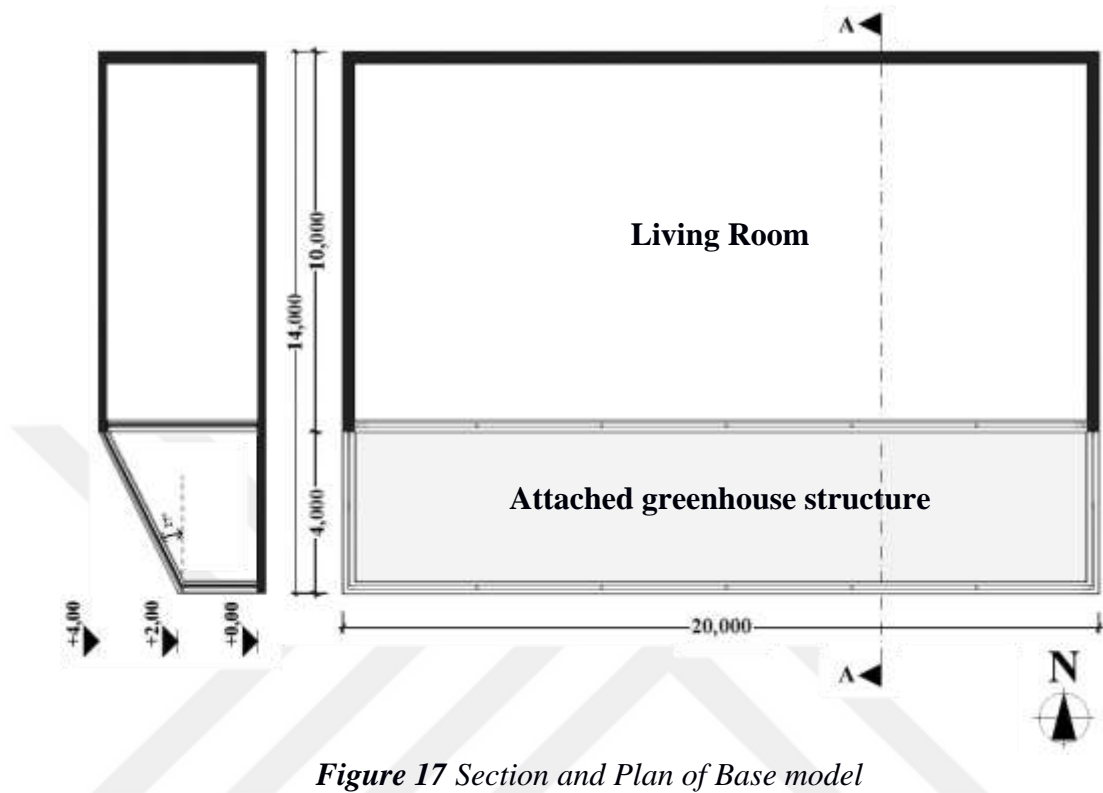 A
10,000
14,000
Living Room
27°
4,000
Attached greenhouse structure
+4,00
+2,00
+0,00
20,000
A
N
Figure 17 Section and Plan of Base model